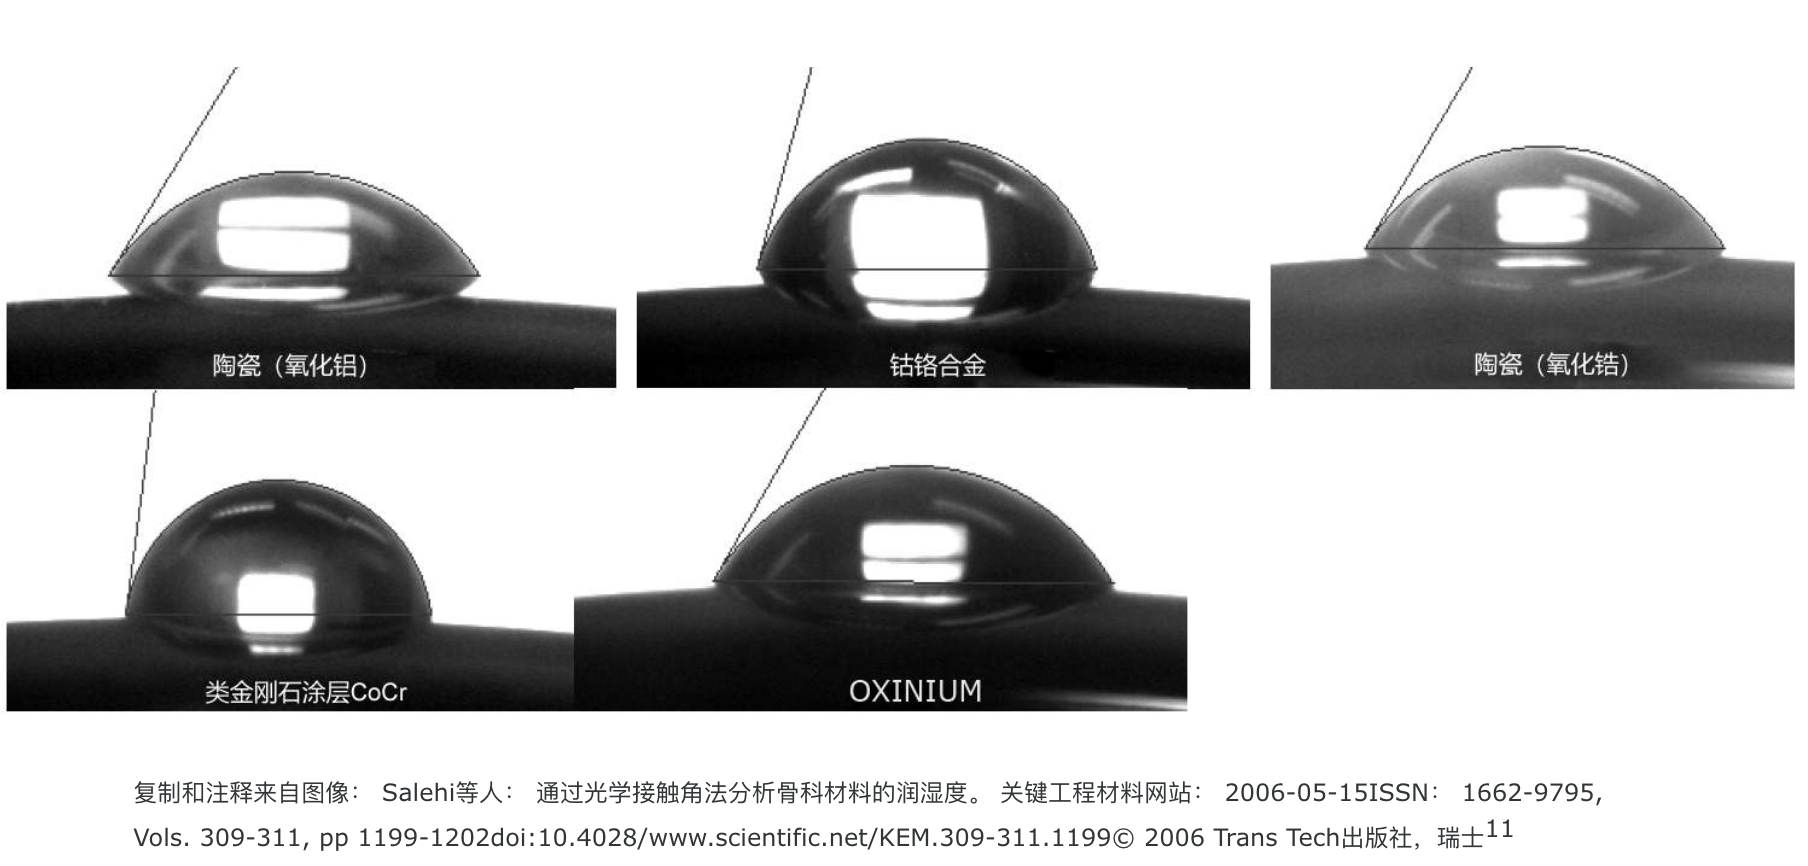 陶瓷（氧化铝）
钴铬合金
陶瓷（氧化锆）
类金刚石涂层CoCr
OXINIUM
复制和注释来自图像： Salehi等人： 通过光学接触角法分析骨科材料的润湿度。 关键工程材料网站： 2006-05-15ISSN： 1662-9795,
Vols. 309-311, pp 1199-1202doi:10.4028/www.scientific.net/KEM.309-311.1199© 2006 Trans Tech出版社，瑞士11